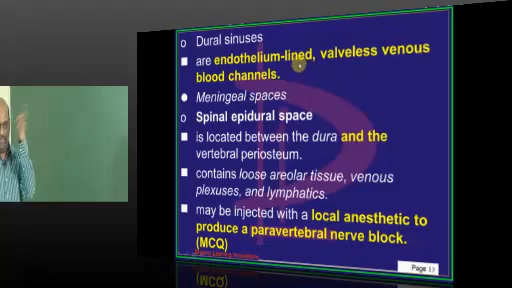 Dural sinuses
are endothelium-lined, valveless venous
blood channels.
Meningeal spaces
Spinal epidural space
is located between the dura and the
vertebral periosteum.
contains loose areolar tissue, venous
plexuses, and lymphatics.
may be injected with a local anesthetic to
produce a paravertebral nerve block.
(MCQ)
Page 13